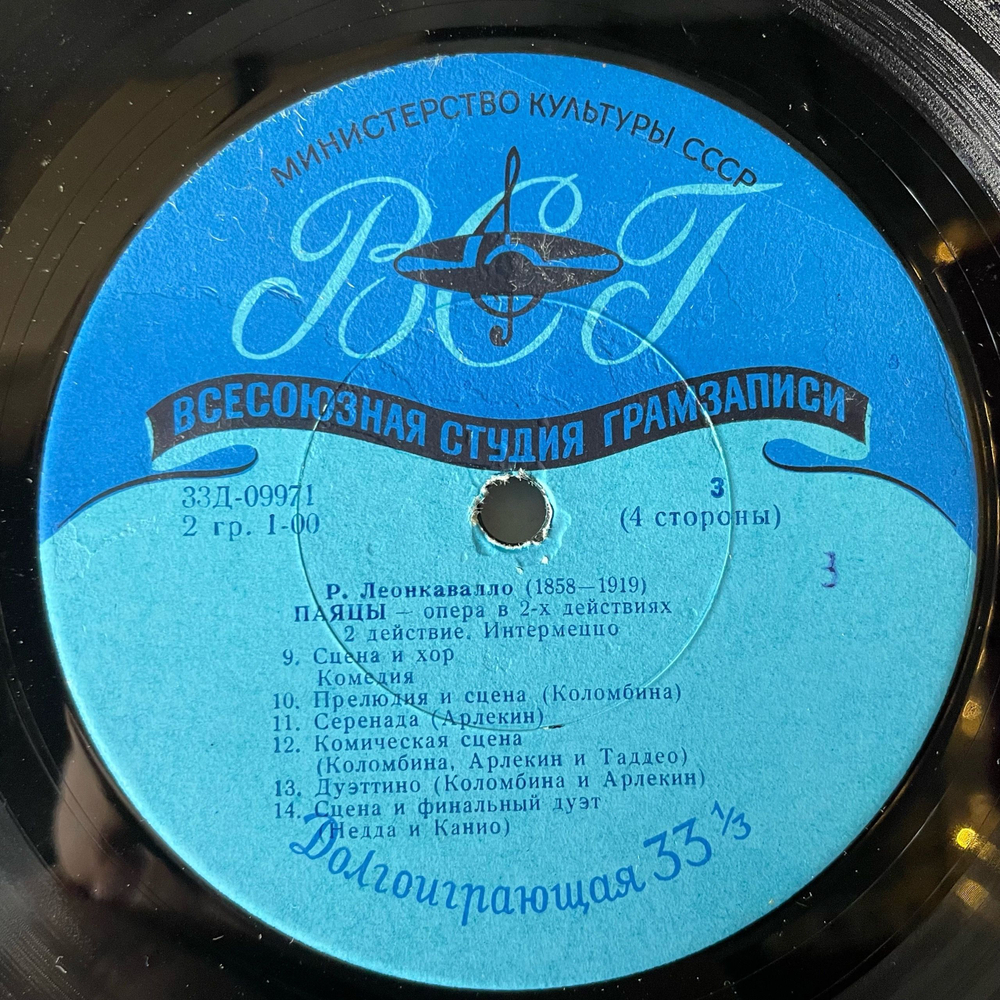 МИНИСТЕРСТВО КУЛЬТУРЫ СССР
ВСГ
ВСЕСОЮЗНАЯ СТУДИЯ ГРАМЗАПИСИ
33Д-09971
2 гр. 1-00
3
(4 стороны)
3
Р. Леонкавалло (1858—1919)
ПАЯЦЫ — опера в 2-х действиях
2 действие. Интермеццо
9. Сцена и хор
Комедия
10. Прелюдия и сцена (Коломбина)
11. Серенада (Арлекин)
12. Комическая сцена
(Коломбина, Арлекин и Таддео)
13. Дуэттино (Коломбина и Арлекин)
14. Сцена и финальный дуэт
(Недда и Канио)
Долгоиграющая 33 1/3